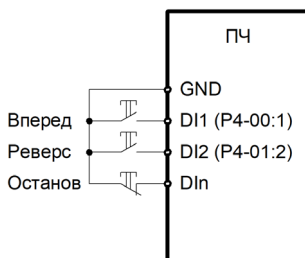 ПЧ
GND
Вперед DI1 (P4-00:1)
Реверс DI2 (P4-01:2)
Останов DIn